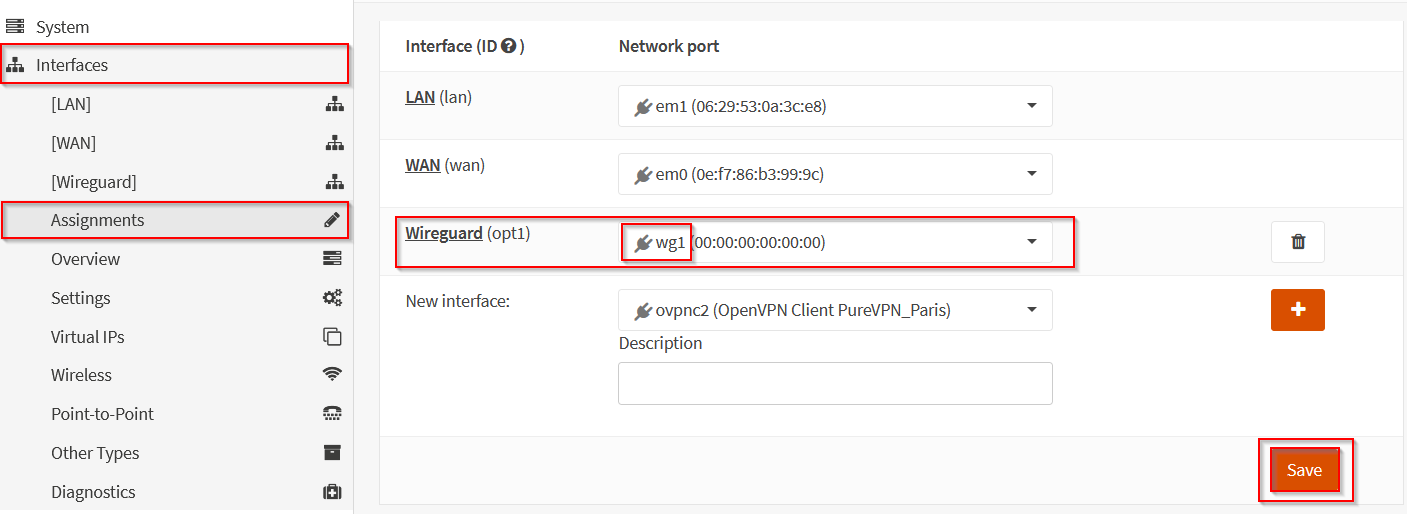 System
Interfaces
[LAN]
[WAN]
[Wireguard]
Assignments
Overview
Settings
Virtual IPs
Wireless
Point-to-Point
Other Types
Diagnostics
Interface (ID ?) Network port
LAN (lan) em1 (06:29:53:0a:3c:e8)
WAN (wan) em0 (0e:f7:86:b3:99:9c)
Wireguard (opt1) wg1 (00:00:00:00:00:00)
New interface: ovpnc2 (OpenVPN Client PureVPN_Paris)
Description
Save